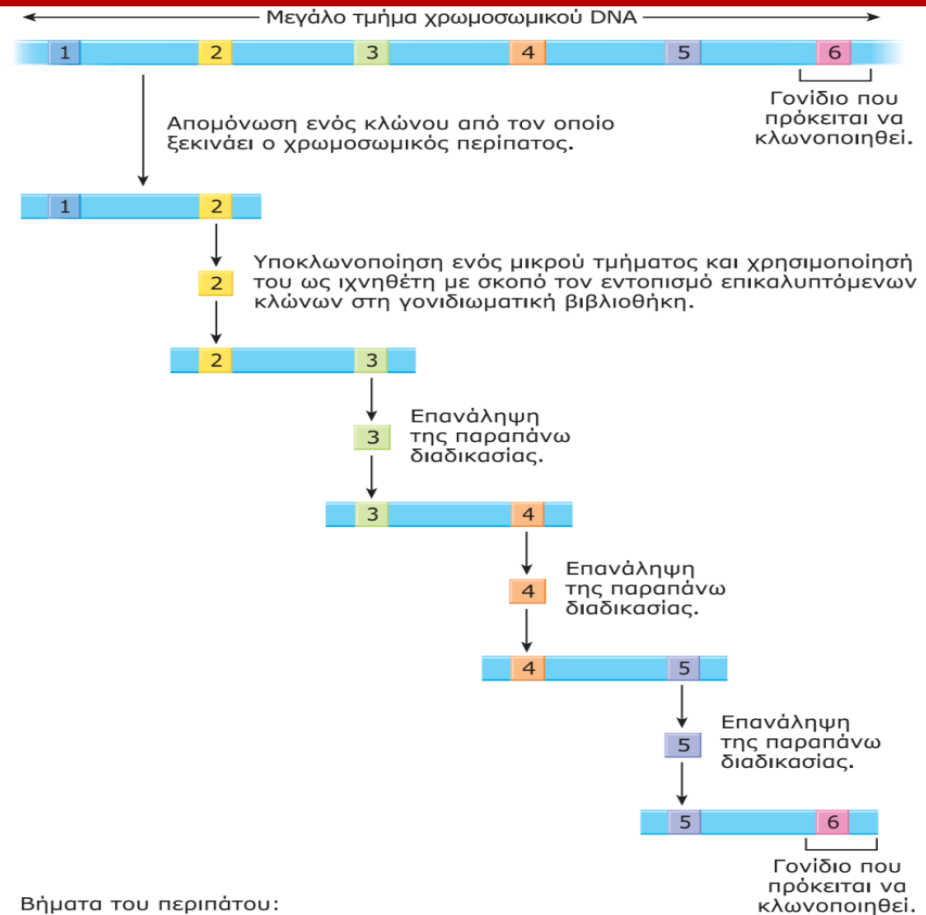 Μεγάλο τμήμα χρωμοσωμικού DNA
1 2 3 4 5 6
Γονίδιο που
πρόκειται να
κλωνοποιηθεί.
Απομόνωση ενός κλώνου από τον οποίο
ξεκινάει ο χρωμοσωμικός περίπατος.
1 2
Υποκλωνοποίηση ενός μικρού τμήματος και χρησιμοποίησή
2 του ως ιχνηθέτη με σκοπό τον εντοπισμό επικαλυπτόμενων
κλώνων στη γονιδιωματική βιβλιοθήκη.
2 3
Επανάληψη
3 της παραπάνω
διαδικασίας.
3 4
Επανάληψη
4 της παραπάνω
διαδικασίας.
4 5
Επανάληψη
5 της παραπάνω
διαδικασίας.
5 6
Γονίδιο που
πρόκειται να
κλωνοποιηθεί.
Βήματα του περιπάτου: